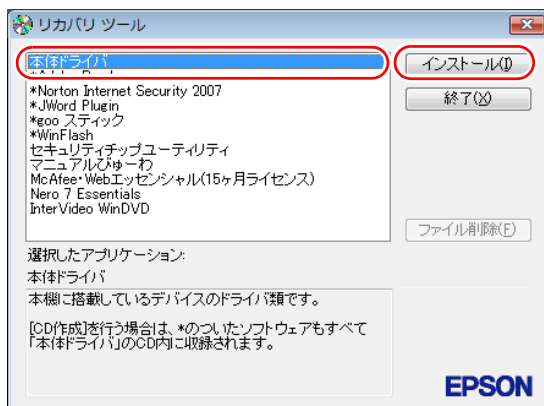 リカバリ ツール
本体ドライバ
*Norton Internet Security 2007
*JWord Plugin
*goo スティック
*WinFlash
セキュリティチップユーティリティ
マニュアルびゅーわ
McAfee・Webエッセンシャル(15ヶ月ライセンス)
Nero 7 Essentials
InterVideo WinDVD
インストール(I)
終了(X)
ファイル削除(F)
選択したアプリケーション:
本体ドライバ
本機に搭載しているデバイスのドライバ類です。
[CD作成]を行う場合は、*のついたソフトウェアもすべて
「本体ドライバ」のCD内に収録されます。
EPSON